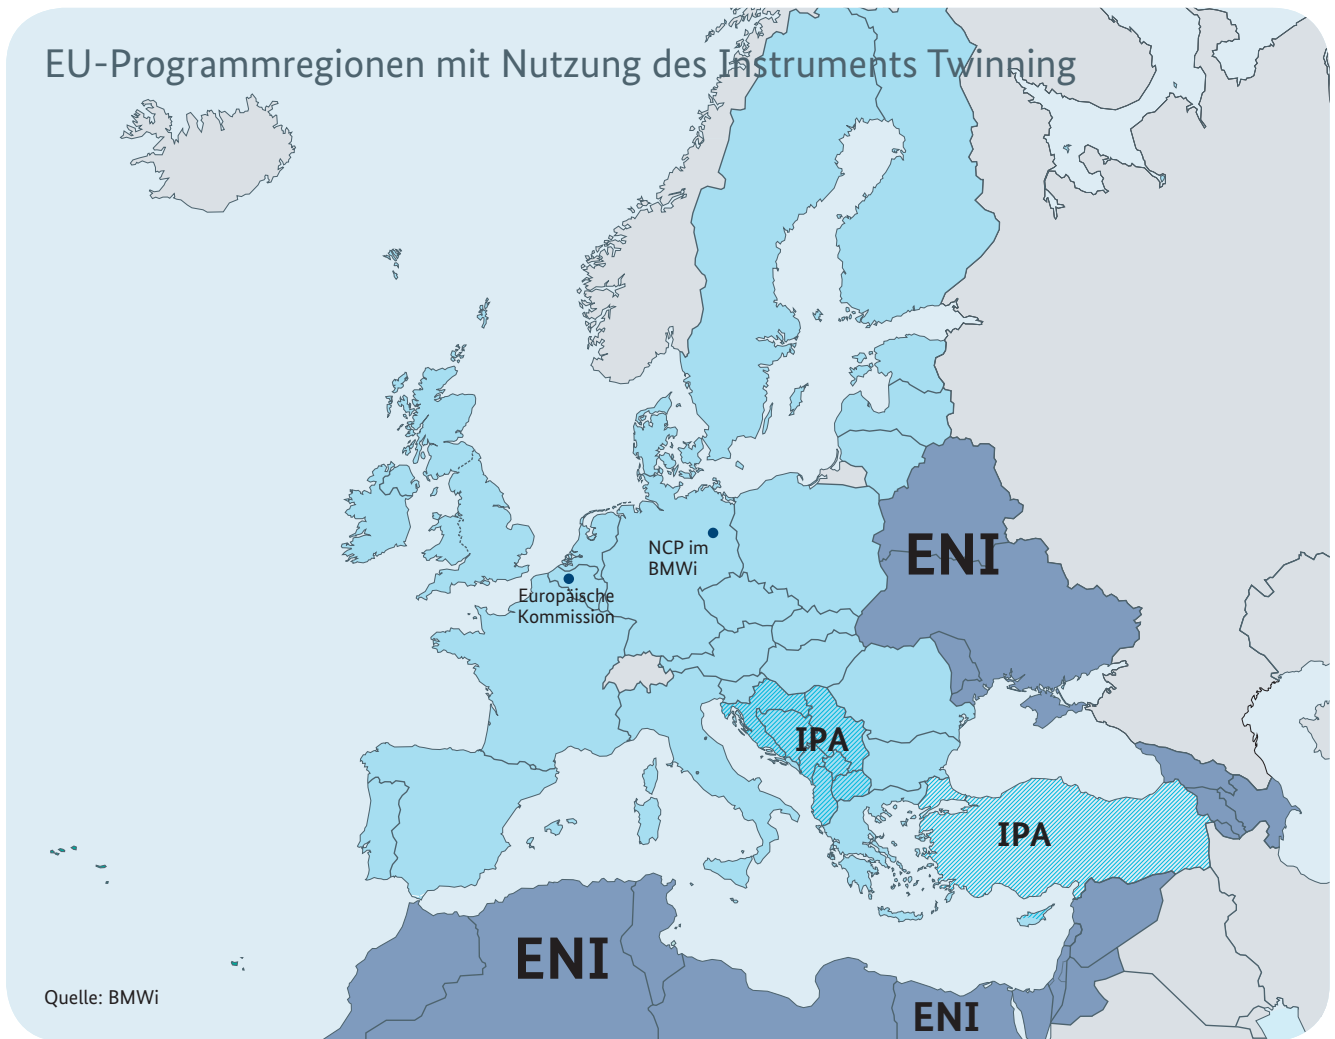 EU-Programmregionen mit Nutzung des Instruments Twinning
ENI
NCP im
BMWi
Europäische
Kommission
IPA
IPA
ENI
Quelle: BMWi
ENI